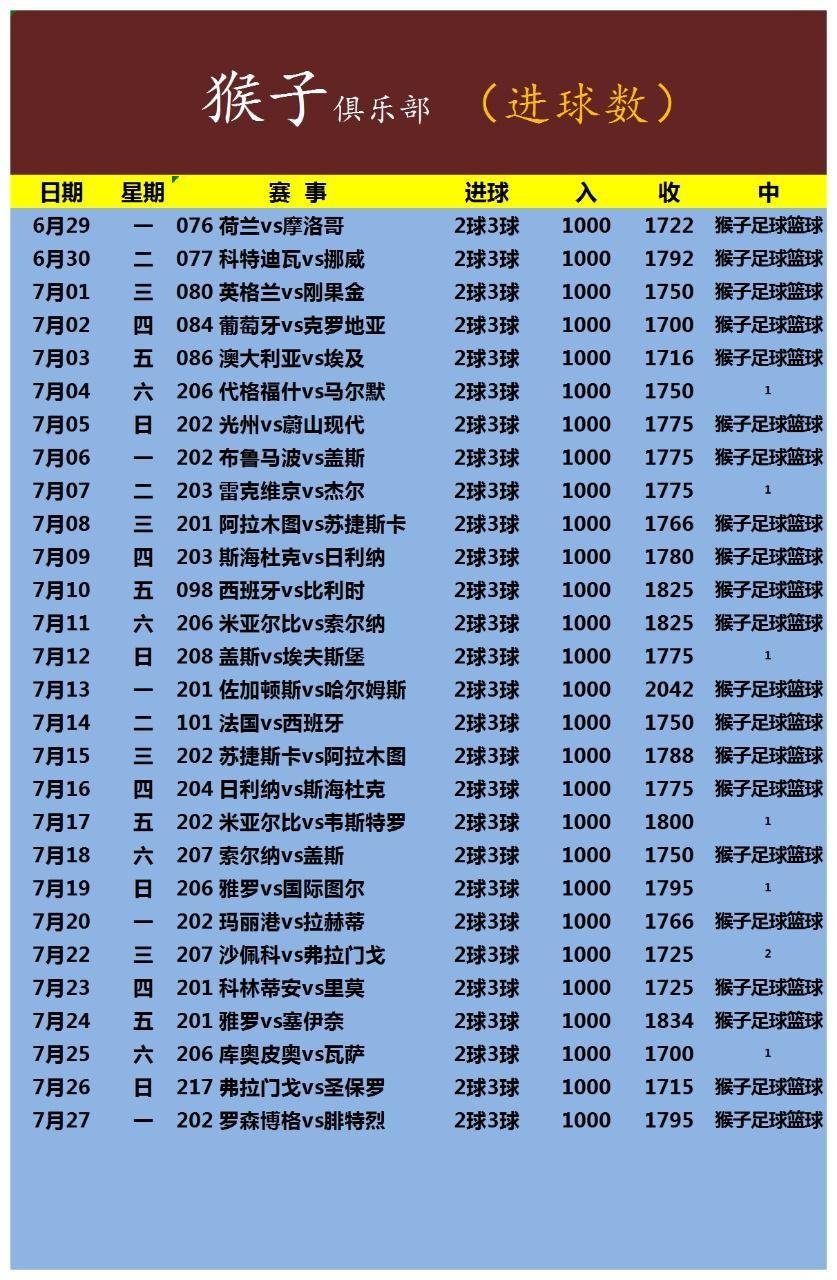 猴子俱乐部 （进球数）
日期 星期 赛 事 进球 入 收 中
6月29 一 076 荷兰vs摩洛哥 2球3球 1000 1722 猴子足球篮球
6月30 二 077 科特迪瓦vs挪威 2球3球 1000 1792 猴子足球篮球
7月01 三 080 英格兰vs刚果金 2球3球 1000 1750 猴子足球篮球
7月02 四 084 葡萄牙vs克罗地亚 2球3球 1000 1700 猴子足球篮球
7月03 五 086 澳大利亚vs埃及 2球3球 1000 1716 猴子足球篮球
7月04 六 206 代格福什vs马尔默 2球3球 1000 1750 1
7月05 日 202 光州vs蔚山现代 2球3球 1000 1775 猴子足球篮球
7月06 一 202 布鲁马波vs盖斯 2球3球 1000 1775 猴子足球篮球
7月07 二 203 雷克维京vs杰尔 2球3球 1000 1775 1
7月08 三 201 阿拉木图vs苏捷斯卡 2球3球 1000 1766 猴子足球篮球
7月09 四 203 斯海杜克vs日利纳 2球3球 1000 1780 猴子足球篮球
7月10 五 098 西班牙vs比利时 2球3球 1000 1825 猴子足球篮球
7月11 六 206 米亚尔比vs索尔纳 2球3球 1000 1825 猴子足球篮球
7月12 日 208 盖斯vs埃夫斯堡 2球3球 1000 1775 1
7月13 一 201 佐加顿斯vs哈尔姆斯 2球3球 1000 2042 猴子足球篮球
7月14 二 101 法国vs西班牙 2球3球 1000 1750 猴子足球篮球
7月15 三 202 苏捷斯卡vs阿拉木图 2球3球 1000 1788 猴子足球篮球
7月16 四 204 日利纳vs斯海杜克 2球3球 1000 1775 猴子足球篮球
7月17 五 202 米亚尔比vs韦斯特罗 2球3球 1000 1800 1
7月18 六 207 索尔纳vs盖斯 2球3球 1000 1750 猴子足球篮球
7月19 日 206 雅罗vs国际图尔 2球3球 1000 1795 1
7月20 一 202 玛丽港vs拉赫蒂 2球3球 1000 1766 猴子足球篮球
7月22 三 207 沙佩科vs弗拉门戈 2球3球 1000 1725 2
7月23 四 201 科林蒂安vs里莫 2球3球 1000 1725 猴子足球篮球
7月24 五 201 雅罗vs塞伊奈 2球3球 1000 1834 猴子足球篮球
7月25 六 206 库奥皮奥vs瓦萨 2球3球 1000 1700 1
7月26 日 217 弗拉门戈vs圣保罗 2球3球 1000 1715 猴子足球篮球
7月27 一 202 罗森博格vs腓特烈 2球3球 1000 1795 猴子足球篮球